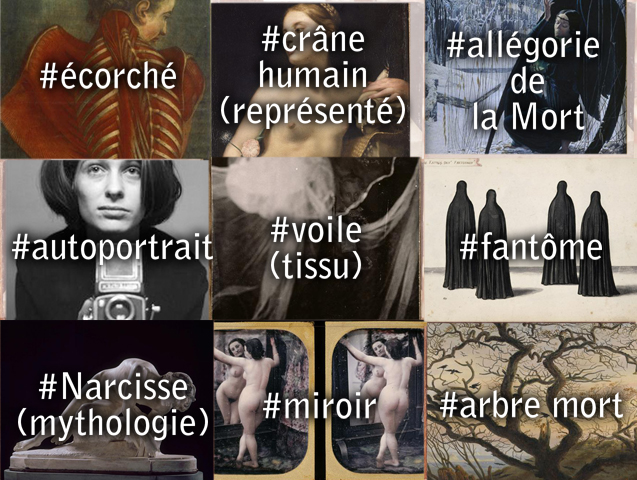 #écorché
#crâne
humain
(représenté)
#allégorie
de
la Mort
#autoportrait
#voile
(tissu)
#fantôme
#Narcisse
(mythologie)
#miroir
#arbre mort